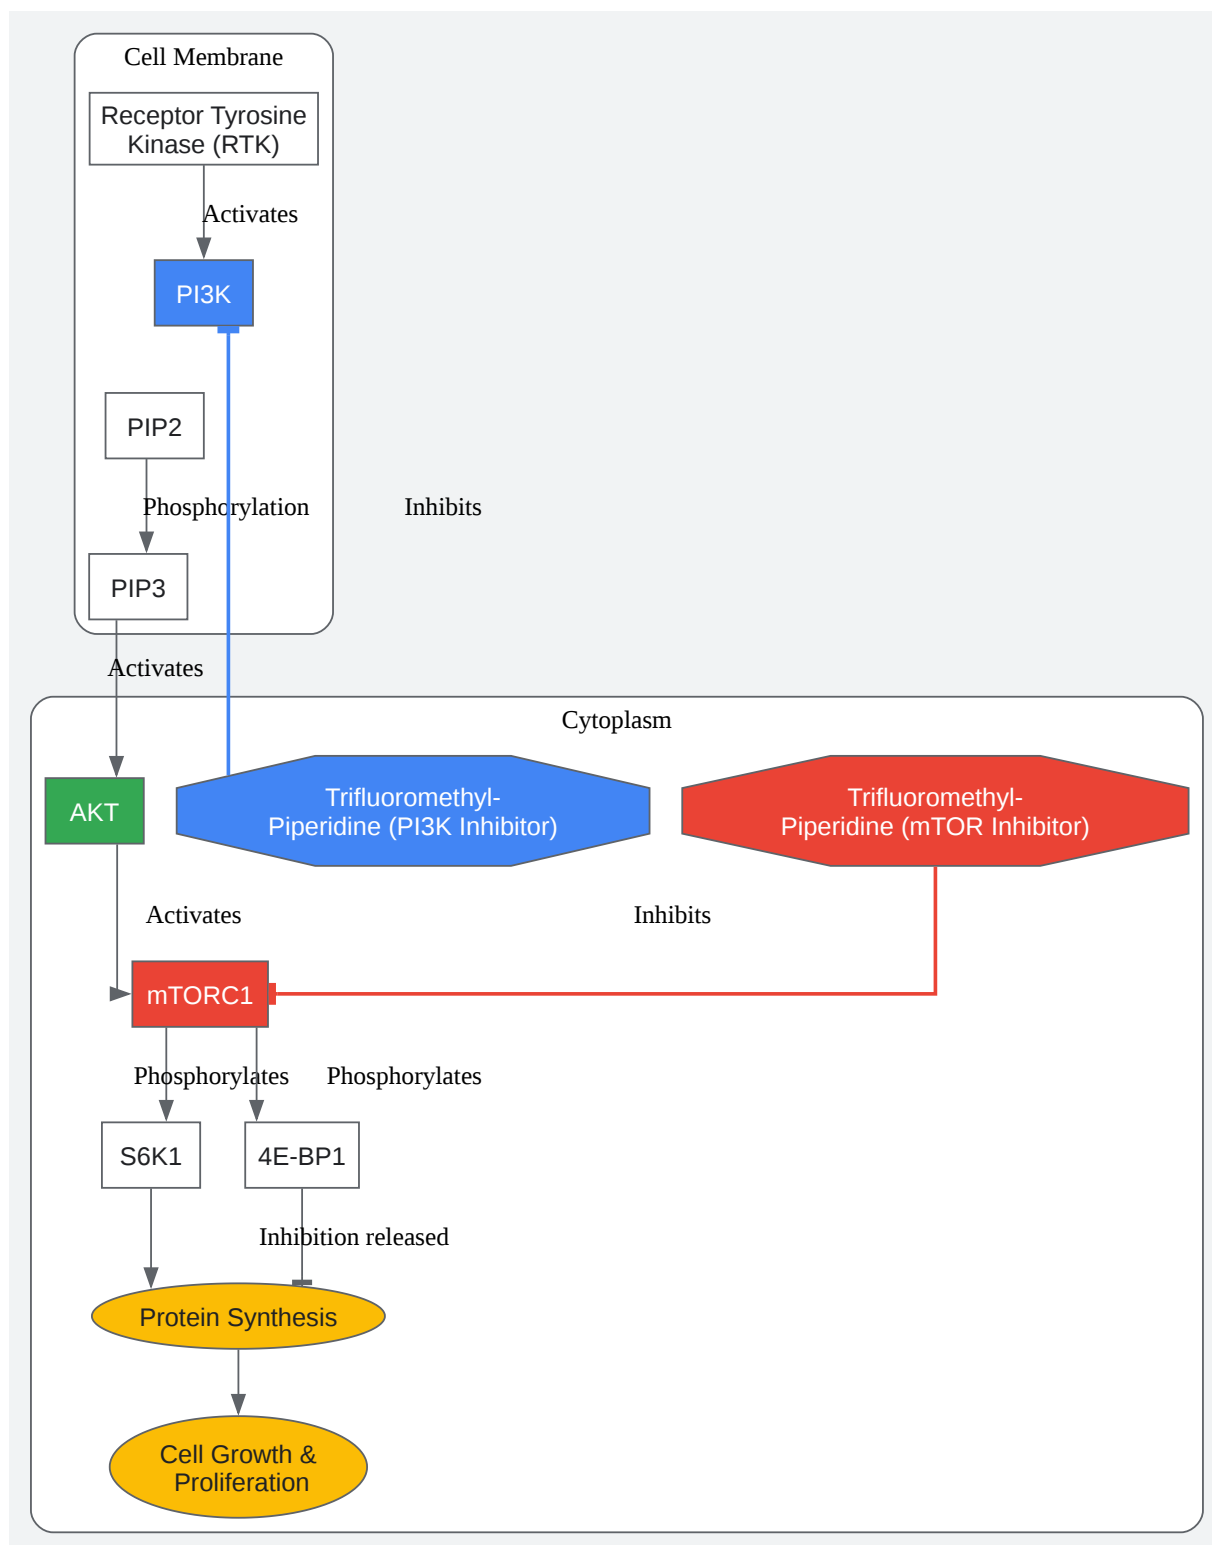 Cell Membrane
Receptor Tyrosine
Kinase (RTK)
Activates
PI3K
PIP2
Phosphorylation
Inhibits
PIP3
Activates
Cytoplasm
AKT
Trifluoromethyl-
Piperidine (PI3K Inhibitor)
Trifluoromethyl-
Piperidine (mTOR Inhibitor)
Activates
Inhibits
mTORC1
Phosphorylates
Phosphorylates
S6K1
4E-BP1
Inhibition released
Protein Synthesis
Cell Growth &
Proliferation